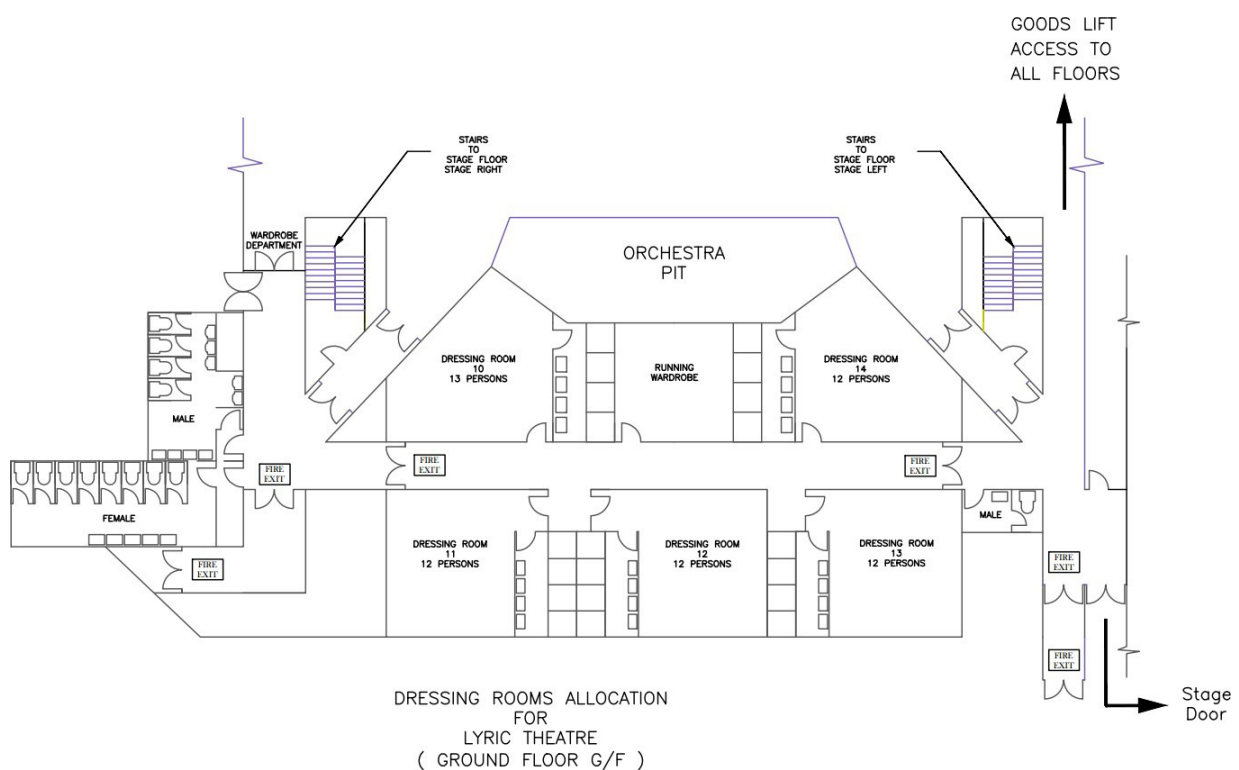 GOODS LIFT
ACCESS TO
ALL FLOORS
STAIRS
TO
STAGE FLOOR
STAGE RIGHT
STAIRS
TO
STAGE FLOOR
STAGE LEFT
WARDROBE
DEPARTMENT
ORCHESTRA
PIT
DRESSING ROOM
10
13 PERSONS
RUNNING
WARDROBE
DRESSING ROOM
14
12 PERSONS
MALE
FIRE
EXIT
FIRE
EXIT
FIRE
EXIT
FEMALE
MALE
DRESSING ROOM
11
12 PERSONS
DRESSING ROOM
12
12 PERSONS
DRESSING ROOM
13
12 PERSONS
FIRE
EXIT
FIRE
EXIT
FIRE
EXIT
Stage
Door
DRESSING ROOMS ALLOCATION
FOR
LYRIC THEATRE
( GROUND FLOOR G/F )